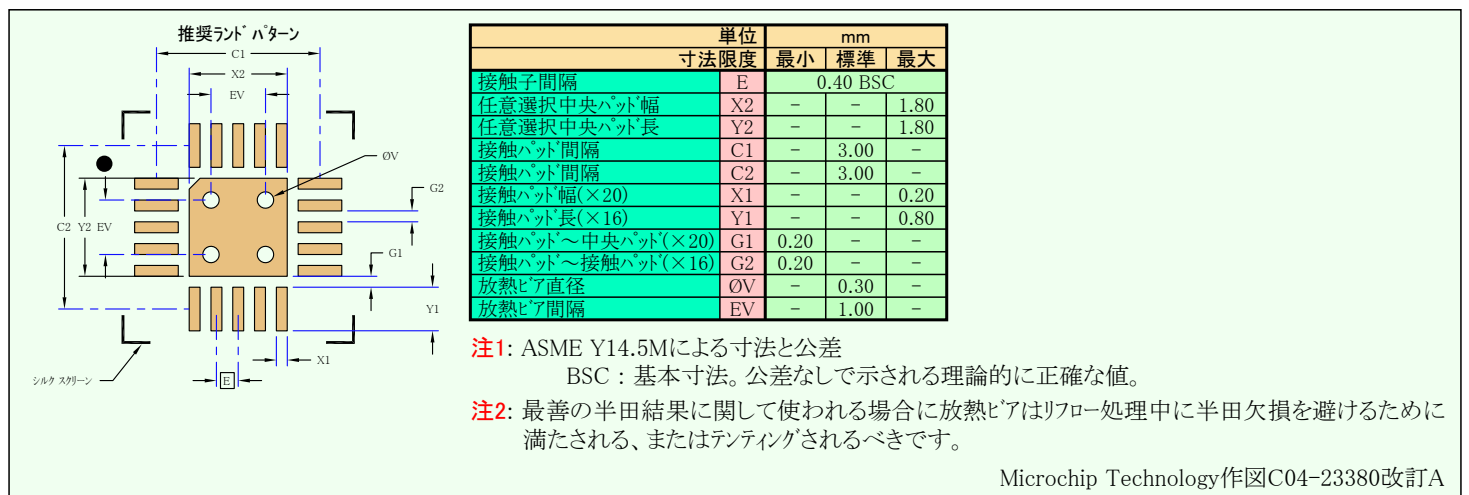 推奨ランド パターン
C1
X2
EV
ØV
G2
C2 Y2 EV
G1
Y1
X1
シルク スクリーン
E
単位 mm
寸法限度 最小 標準 最大
接触子間隔 E 0.40 BSC
任意選択中央パッド幅 X2 - - 1.80
任意選択中央パッド長 Y2 - - 1.80
接触パッド間隔 C1 - 3.00 -
接触パッド間隔 C2 - 3.00 -
接触パッド幅(×20) X1 - - 0.20
接触パッド長(×16) Y1 - - 0.80
接触パッド～中央パッド(×20) G1 0.20 - -
接触パッド～接触パッド(×16) G2 0.20 - -
放熱ビア直径 ØV - 0.30 -
放熱ビア間隔 EV - 1.00 -
注1: ASME Y14.5Mによる寸法と公差
BSC : 基本寸法。公差なしで示される理論的に正確な値。
注2: 最善の半田結果に関して使われる場合に放熱ビアはリフロー処理中に半田欠損を避けるために
満たされる、またはテンティングされるべきです。
Microchip Technology作図C04-23380改訂A